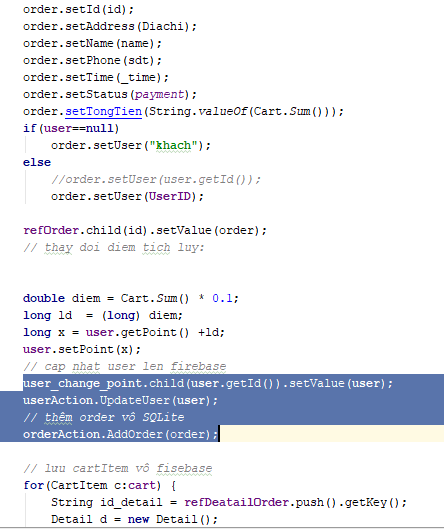 order.setId(id);
order.setAddress(Diachi);
order.setName(name);
order.setPhone(sdt);
order.setTime(_time);
order.setStatus(payment);
order.setTongTien(String.valueOf(Cart.Sum()));
if(user==null)
order.setUser("khach");
else
//order.setUser(user.getId());
order.setUser(UserID);
refOrder.child(id).setValue(order);
// thay doi diem tich luy:
double diem = Cart.Sum() * 0.1;
long ld  = (long) diem;
long x = user.getPoint() +ld;
user.setPoint(x);
// cap nhat user len firebase
user_change_point.child(user.getId()).setValue(user);
userAction.UpdateUser(user);
// thêm order vô SQLite
orderAction.AddOrder(order);
// luu cartItem vô fisebase
for(CartItem c:cart) {
String id_detail = refDeatailOrder.push().getKey();
Detail d = new Detail();